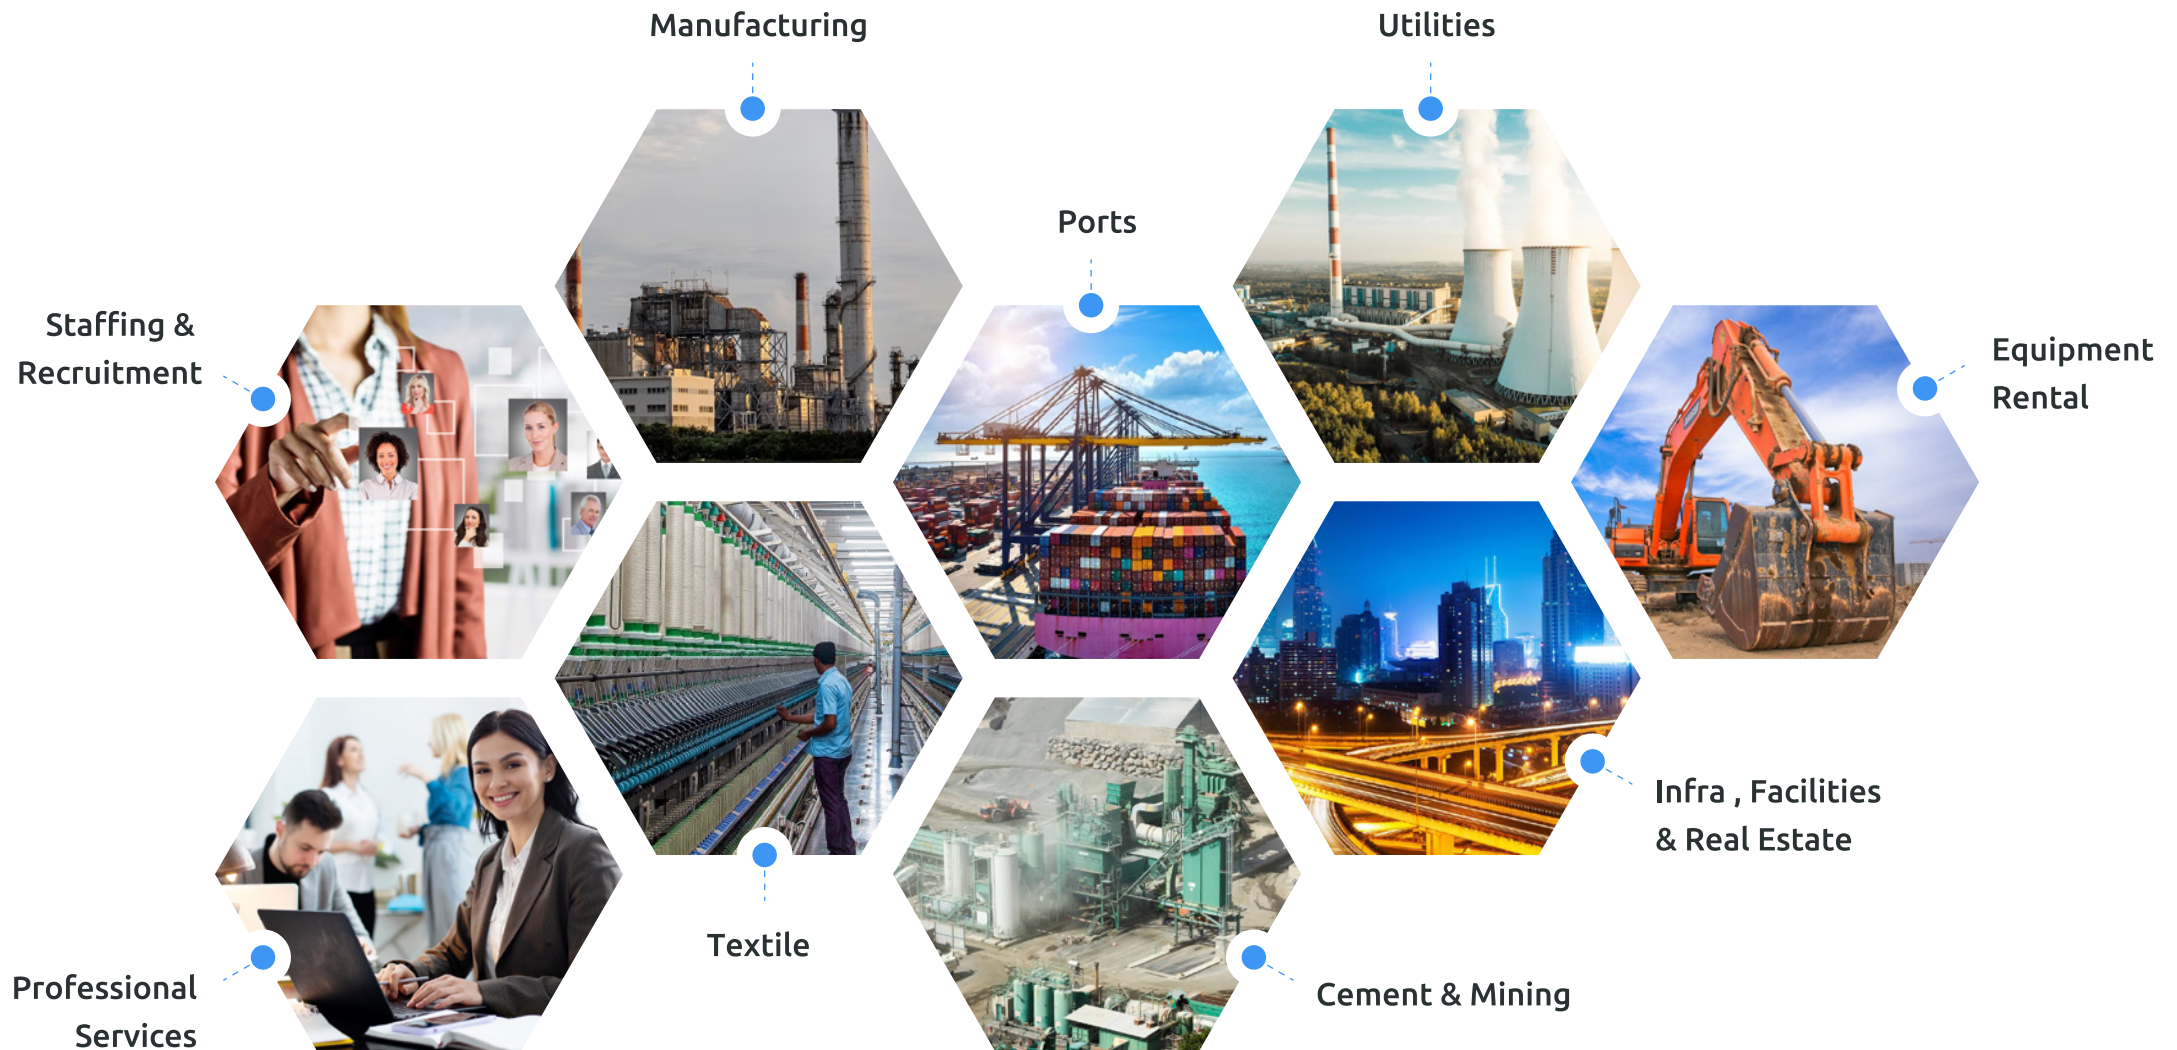 Manufacturing
Utilities
Ports
Staffing &
Recruitment
Equipment
Rental
Infra , Facilities
& Real Estate
Textile
Cement & Mining
Professional
Services